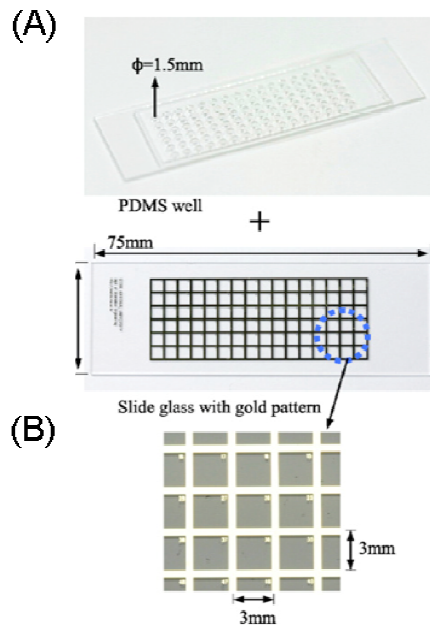 (A)
ϕ=1.5mm
PDMS well
+
75mm
Slide glass with gold pattern
(B)
3mm
3mm